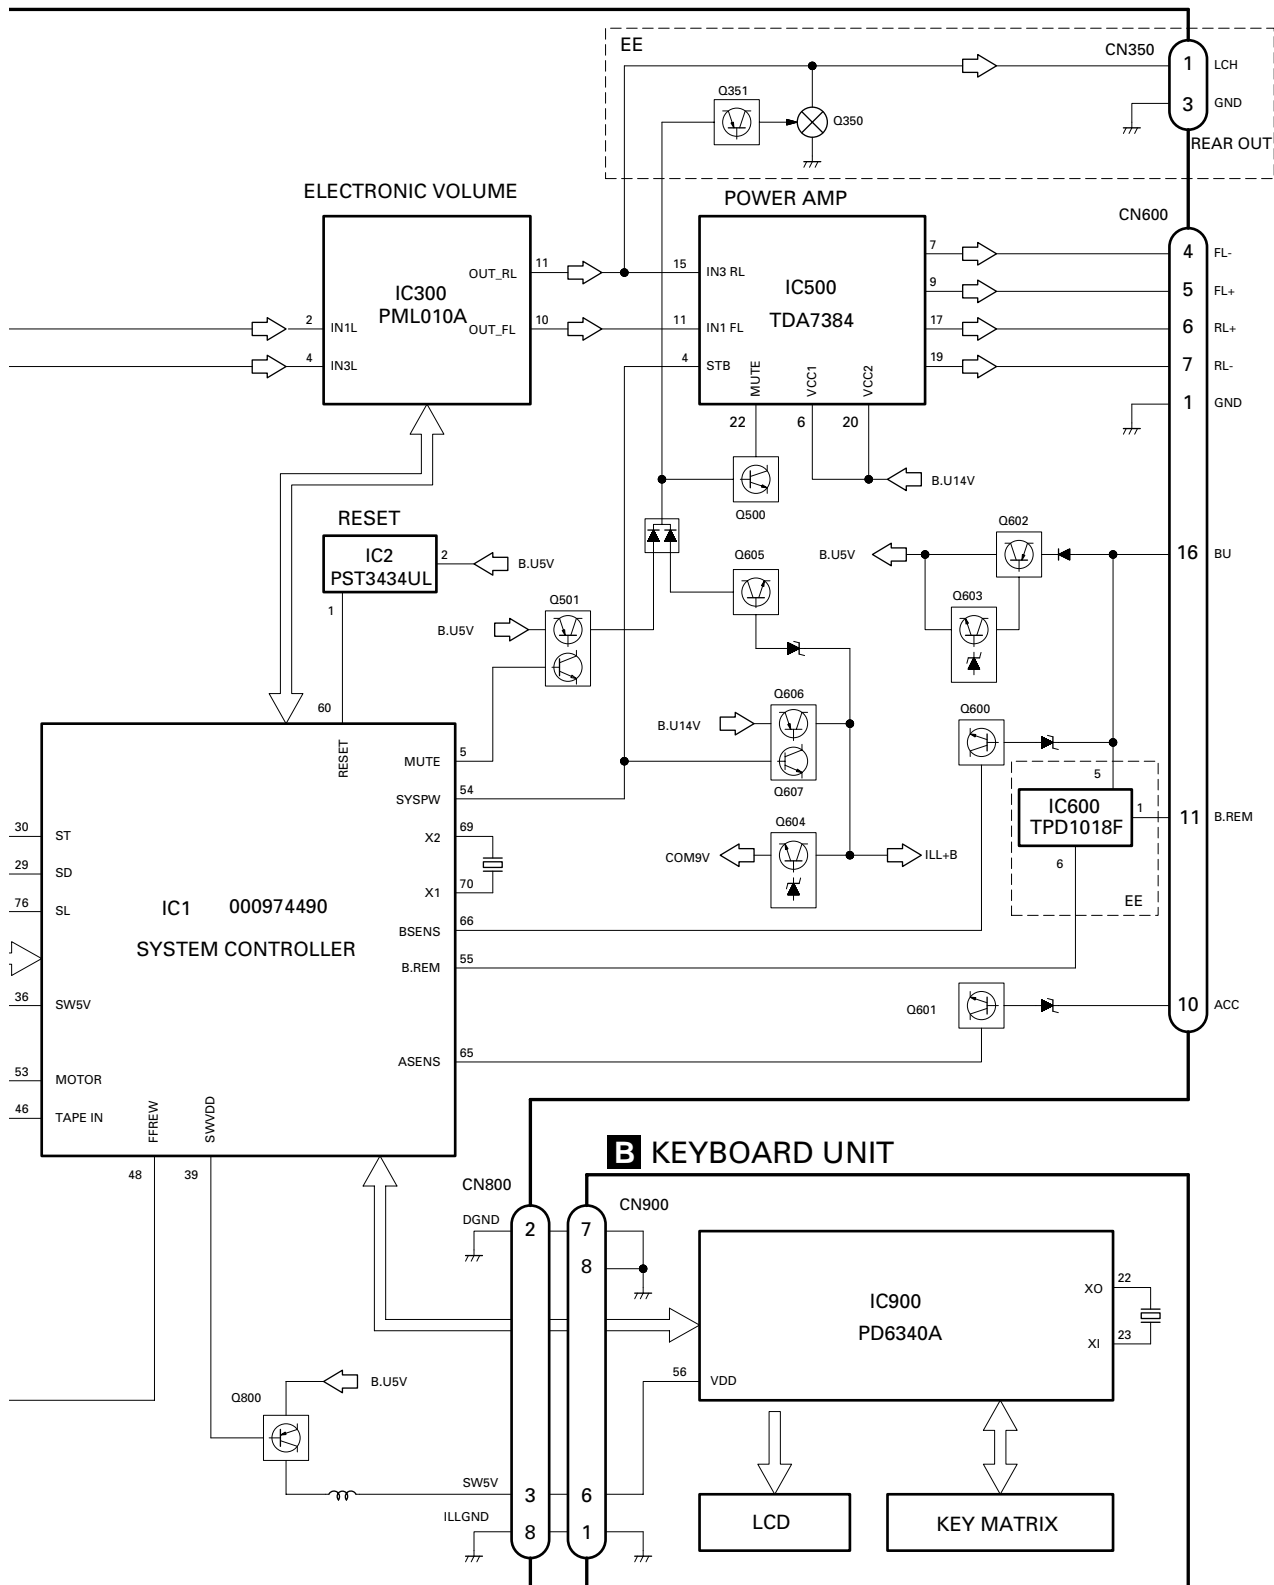 EE
CN350
1 LCH
3 GND
REAR OUT
Q351
Q350
ELECTRONIC VOLUME
POWER AMP
CN600
IC300
PML010A
OUT_RL
11
OUT_FL
10
2
IN1L
4
IN3L
15
IN3 RL
11
IN1 FL
4
STB
IC500
TDA7384
MUTE
VCC1
VCC2
22
6
20
7
9
17
19
4 FL-
5 FL+
6 RL+
7 RL-
1 GND
B.U14V
Q500
RESET
IC2
PST3434UL
2
B.U5V
1
Q501
B.U5V
Q605
Q602
B.U5V
16 BU
Q603
Q606
B.U14V
Q607
Q600
5
IC600
TPD1018F
1
11 B.REM
6
EE
Q604
COM9V
ILL+B
60
RESET
MUTE
5
SYSPW
54
X2
69
X1
70
BSENS
66
B.REM
55
ASENS
65
30
ST
29
SD
76
SL
36
SW5V
53
MOTOR
46
TAPE IN
IC1 000974490
SYSTEM CONTROLLER
FFREW
SWVDD
48
39
Q601
10 ACC
B KEYBOARD UNIT
CN800
CN900
DGND
2
7
8
IC900
PD6340A
XO
22
XI
23
56
VDD
B.U5V
Q800
SW5V
3
6
ILLGND
8
1
LCD
KEY MATRIX